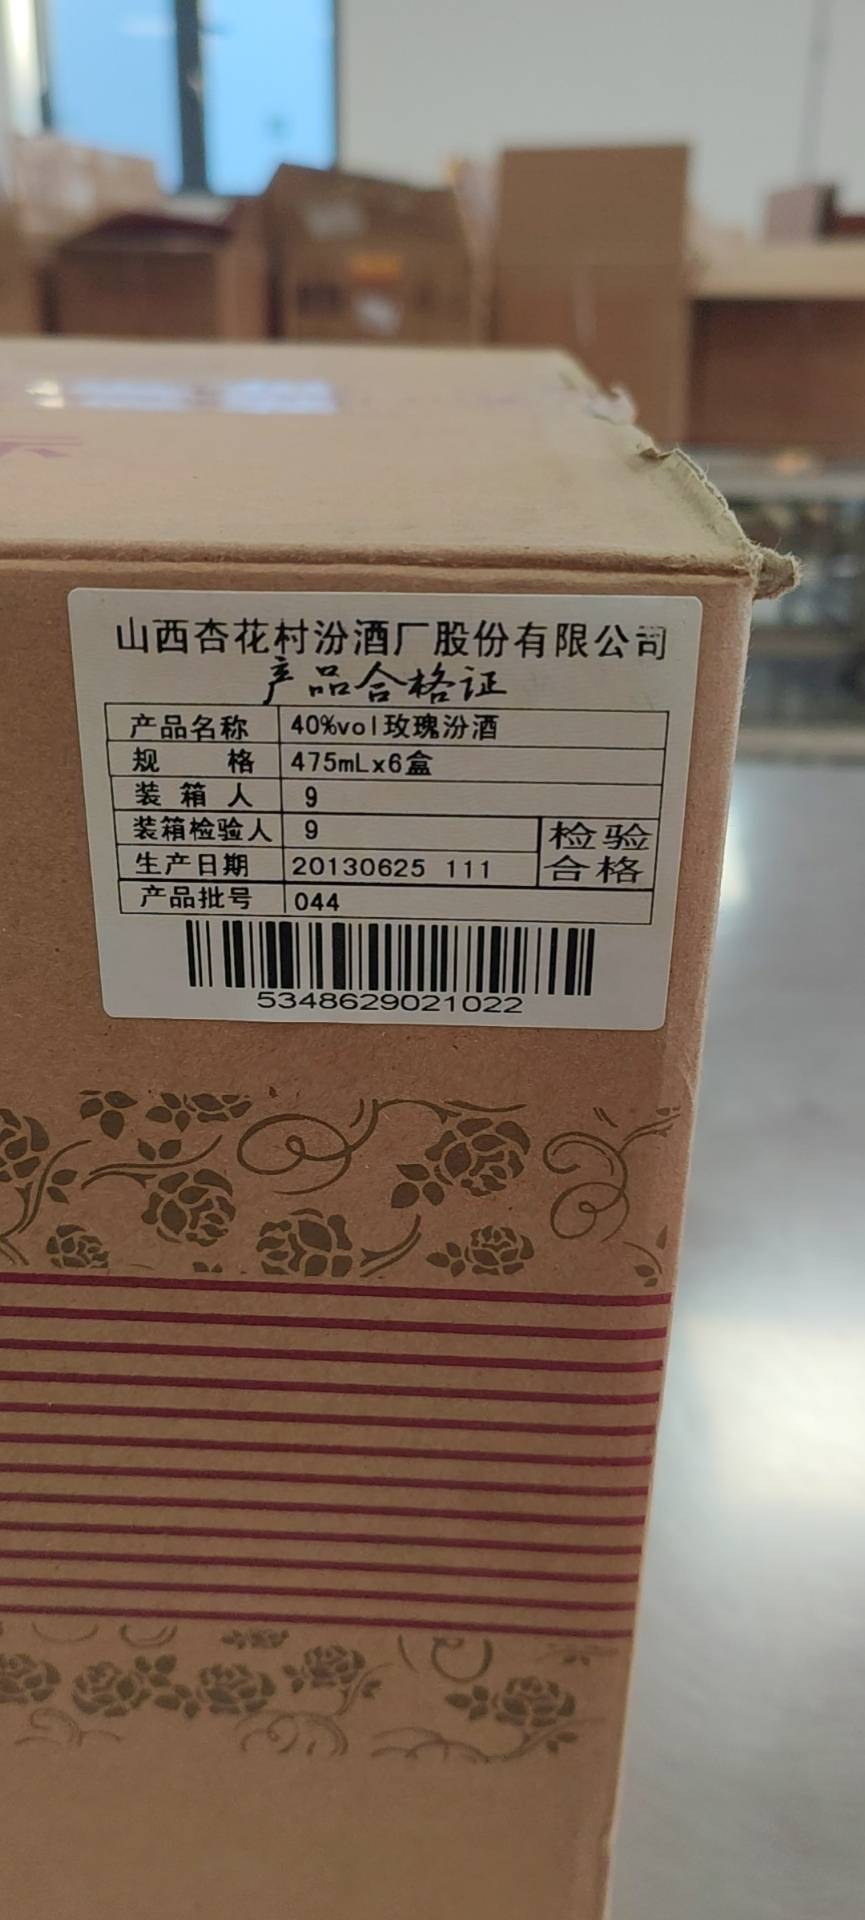 山西杏花村汾酒厂股份有限公司
产品合格证
产品名称 40%vol玫瑰汾酒
规 格 475mLx6盒
装 箱 人 9
装箱检验人 9
检验合格
生产日期 20130625 111
产品批号 044
5348629021022